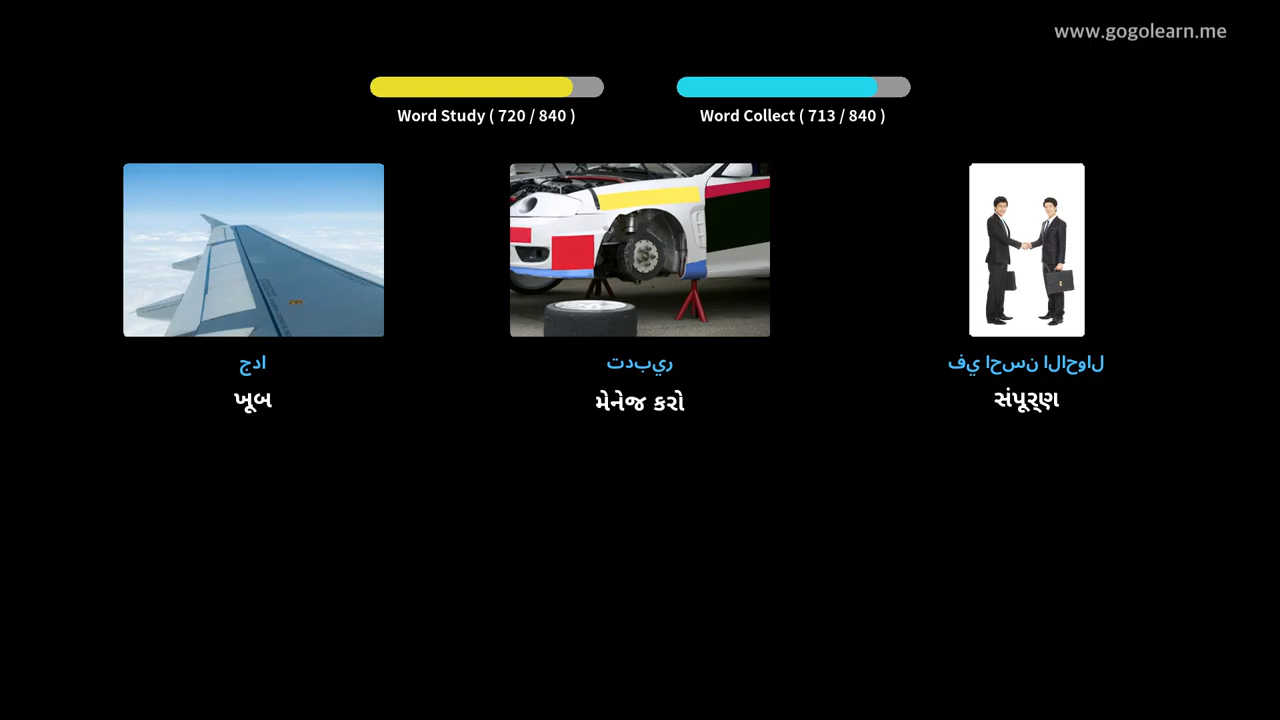 www.gogolearn.me
Word Study ( 720 / 840 )
Word Collect ( 713 / 840 )
جدا
تدبير
في احسن الاحوال
ખૂબ
મેનેજ કરો
સંપૂર્ણ